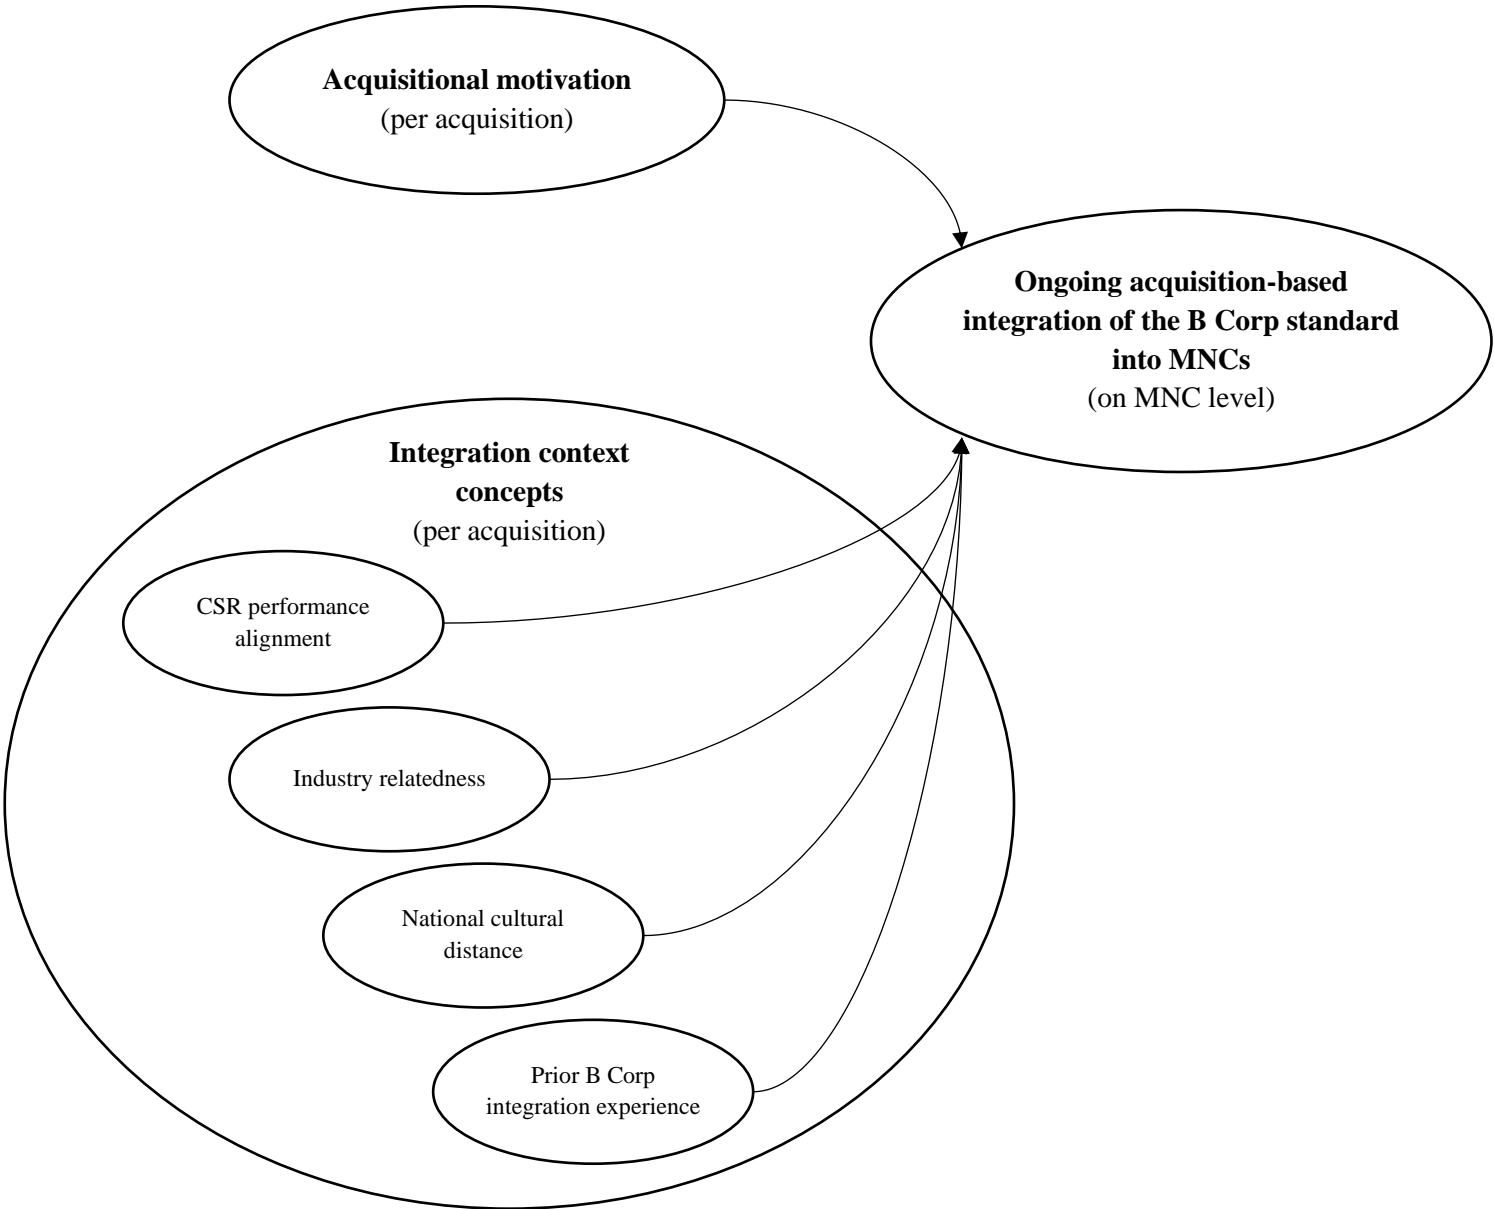 Acquisitional motivation
(per acquisition)
Ongoing acquisition-based
integration of the B Corp standard
into MNCs
(on MNC level)
Integration context
concepts
(per acquisition)
CSR performance
alignment
Industry relatedness
National cultural
distance
Prior B Corp
integration experience